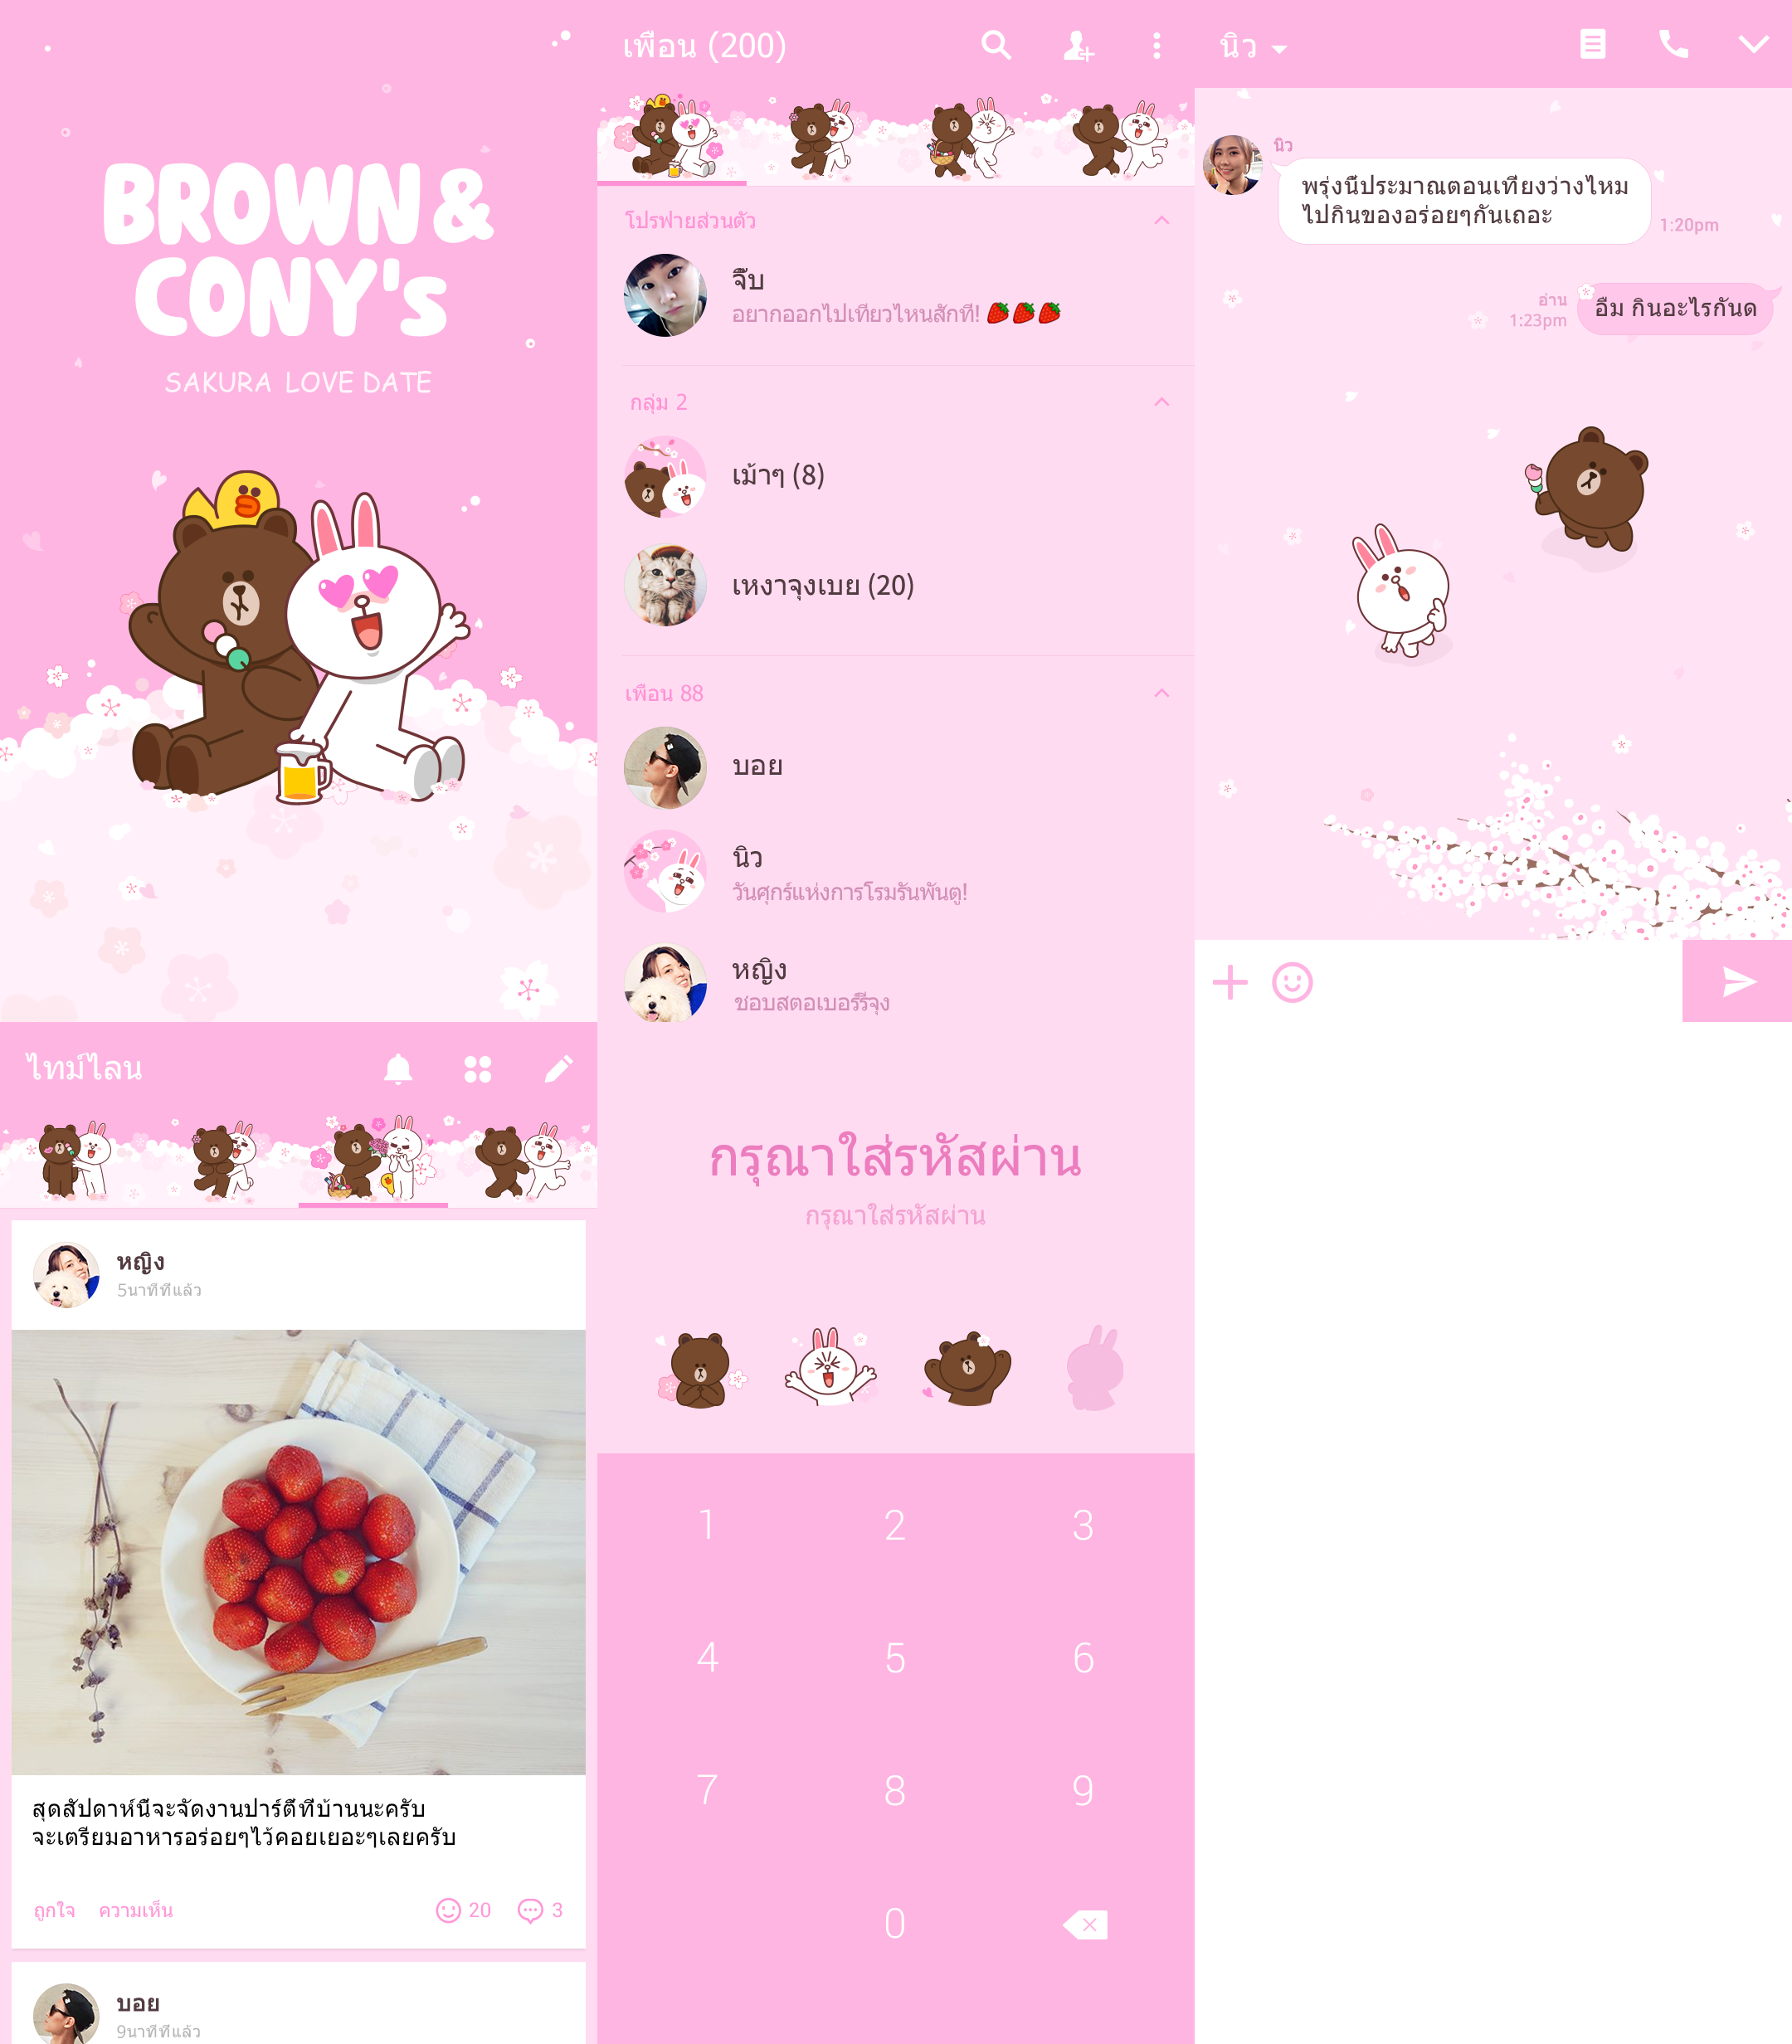 BROWN &
CONY's
SAKURA LOVE DATE
เพื่อน (200)
โปรฟายส่วนตัว
จิ๊บ
อยากออกไปเที่ยวไหนสักที่! 🍓🍓🍓
กลุ่ม 2
เม้าๆ (8)
เหงาจุงเบย (20)
เพื่อน 88
บอย
นิว
วันศุกร์แห่งการโรมรันพันตู!
หญิง
ชอบสตอเบอร์รี่จุง
นิว
นิว
พรุ่งนี้ประมาณตอนเที่ยงว่างไหม
ไปกินของอร่อยๆกันเถอะ
1:20pm
อ่าน
1:23pm
อืม กินอะไรกันด
ไทม์ไลน
หญิง
5นาทีที่แล้ว
สุดสัปดาห์นี้จะจัดงานปาร์ตี้ที่บ้านนะครับ
จะเตรียมอาหารอร่อยๆไว้คอยเยอะๆเลยครับ
ถูกใจ ความเห็น 20 3
บอย
9นาทีที่แล้ว
กรุณาใส่รหัสผ่าน
กรุณาใส่รหัสผ่าน
1 2 3
4 5 6
7 8 9
0